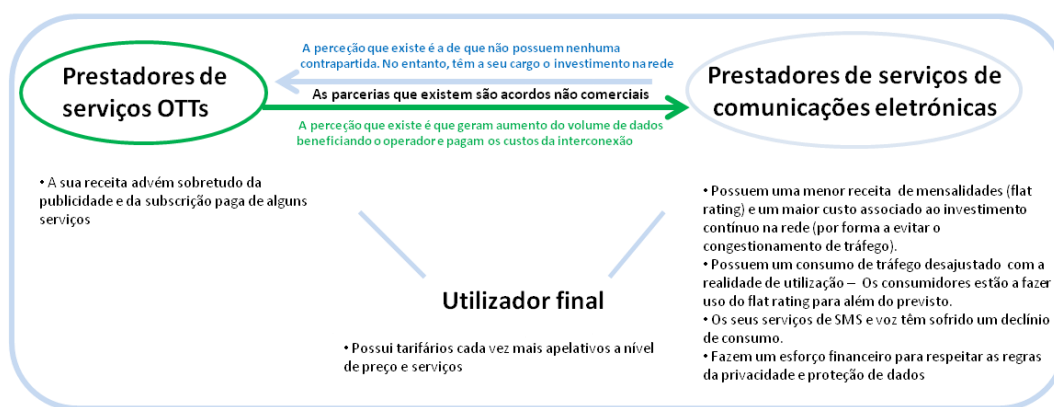 A perceção que existe é a de que não possuem nenhuma
contrapartida. No entanto, têm a seu cargo o investimento na rede
Prestadores de
serviços OTTs
As parcerias que existem são acordos não comerciais
Prestadores de serviços de
comunicações eletrónicas
A perceção que existe é que geram aumento do volume de dados
beneficiando o operador e pagam os custos da interconexão
• A sua receita advém sobretudo da
publicidade e da subscrição paga de alguns
serviços
• Possuem uma menor receita de mensalidades (flat
rating) e um maior custo associado ao investimento
contínuo na rede (por forma a evitar o
congestionamento de tráfego).
• Possuem um consumo de tráfego desajustado com a
realidade de utilização – Os consumidores estão a fazer
uso do flat rating para além do previsto.
• Os seus serviços de SMS e voz têm sofrido um declínio
de consumo.
• Fazem um esforço financeiro para respeitar as regras
da privacidade e proteção de dados
Utilizador final
• Possui tarifários cada vez mais apelativos a nível
de preço e serviços